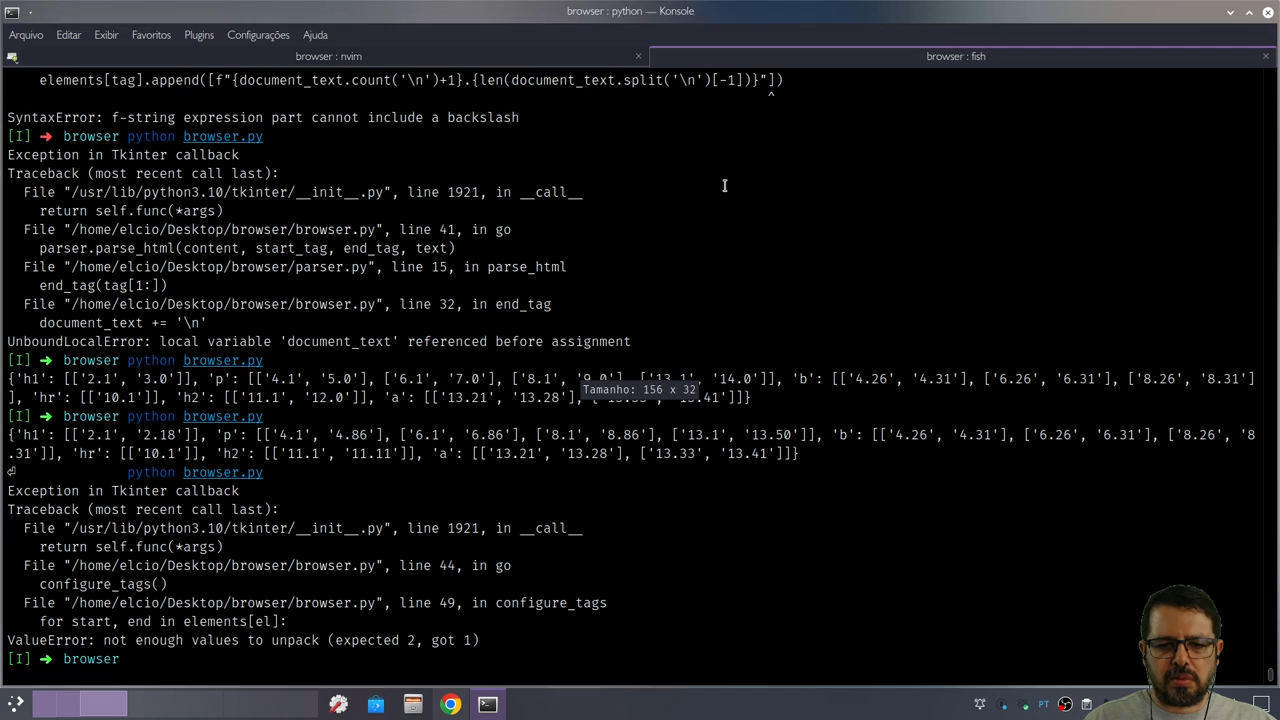 browser : python — Konsole
Arquivo Editar Exibir Favoritos Plugins Configurações Ajuda
browser : nvim
browser : fish
elements[tag].append([f"{document_text.count('\n')+1}.{len(document_text.split('\n')[-1])}"])
^
SyntaxError: f-string expression part cannot include a backslash
[I] ➜ browser python browser.py
Exception in Tkinter callback
Traceback (most recent call last):
File "/usr/lib/python3.10/tkinter/__init__.py", line 1921, in __call__
return self.func(*args)
File "/home/elcio/Desktop/browser/browser.py", line 41, in go
parser.parse_html(content, start_tag, end_tag, text)
File "/home/elcio/Desktop/browser/parser.py", line 15, in parse_html
end_tag(tag[1:])
File "/home/elcio/Desktop/browser/browser.py", line 32, in end_tag
document_text += '\n'
UnboundLocalError: local variable 'document_text' referenced before assignment
[I] ➜ browser python browser.py
{'h1': [['2.1', '3.0']], 'p': [['4.1', '5.0'], ['6.1', '7.0'], ['8.1', '9.0'], ['13.1', '14.0']], 'b': [['4.26', '4.31'], ['6.26', '6.31'], ['8.26', '8.31']
Tamanho: 156 x 32
], 'hr': ['10.1'], 'h2': [['11.1', '12.0'], 'a': [['13.21', '13.28'], '13.41']]}
[I] ➜ browser python browser.py
{'h1': [['2.1', '2.18']], 'p': [['4.1', '4.86'], ['6.1', '6.86'], ['8.1', '8.86'], ['13.1', '13.50']], 'b': [['4.26', '4.31'], ['6.26', '6.31'], ['8.26', '8
.31']], 'hr': ['10.1'], 'h2': [['11.1', '11.11']], 'a': [['13.21', '13.28'], ['13.33', '13.41']]}
⏎ python browser.py
Exception in Tkinter callback
Traceback (most recent call last):
File "/usr/lib/python3.10/tkinter/__init__.py", line 1921, in __call__
return self.func(*args)
File "/home/elcio/Desktop/browser/browser.py", line 44, in go
configure_tags()
File "/home/elcio/Desktop/browser/browser.py", line 49, in configure_tags
for start, end in elements[el]:
ValueError: not enough values to unpack (expected 2, got 1)
[I] ➜ browser
PT